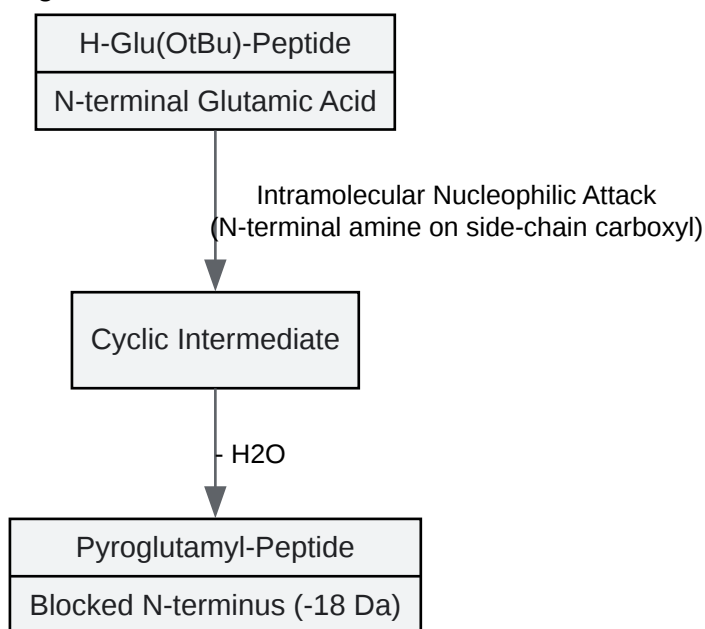 H-Glu(OtBu)-Peptide
N-terminal Glutamic Acid
Intramolecular Nucleophilic Attack
(N-terminal amine on side-chain carboxyl)
Cyclic Intermediate
- H2O
Pyroglutamyl-Peptide
Blocked N-terminus (-18 Da)